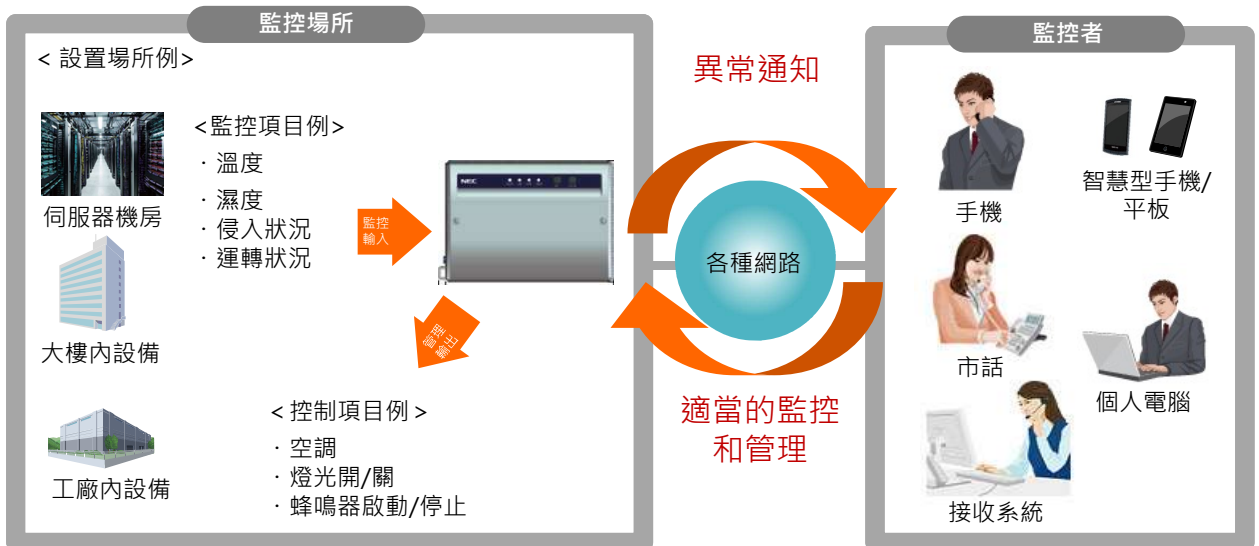 監控場所
< 設置場所例>
伺服器機房
大樓內設備
工廠內設備
<監控項目例>
・溫度
・濕度
・侵入狀況
・運轉狀況
監控
輸入
NEC
管理
輸出
<控制項目例 >
・空調
・燈光開/關
・蜂鳴器啟動/停止
異常通知
各種網路
適當的監控
和管理
監控者
手機
智慧型手機/
平板
市話
個人電腦
接收系統